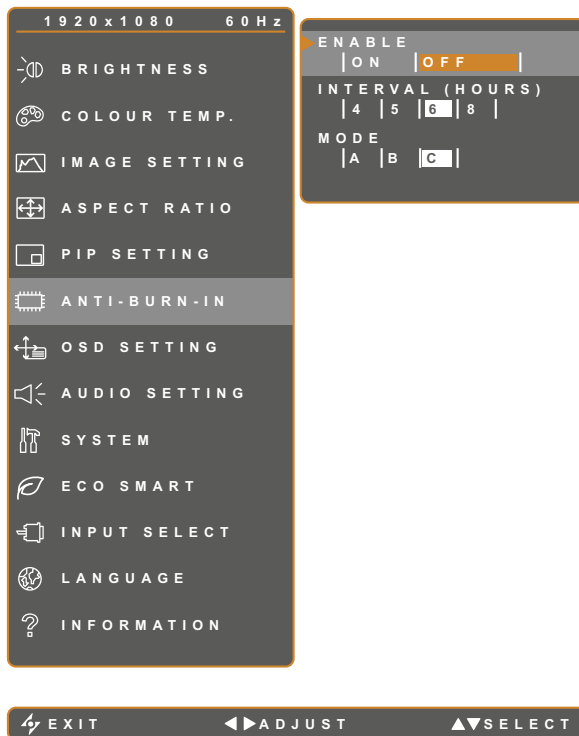 1920x1080 60Hz
BRIGHTNESS
COLOUR TEMP.
IMAGE SETTING
ASPECT RATIO
PIP SETTING
ANTI-BURN-IN
OSD SETTING
AUDIO SETTING
SYSTEM
ECO SMART
INPUT SELECT
LANGUAGE
INFORMATION
ENABLE
ON OFF
INTERVAL (HOURS)
4 5 6 8
MODE
A B C
EXIT ADJUST SELECT